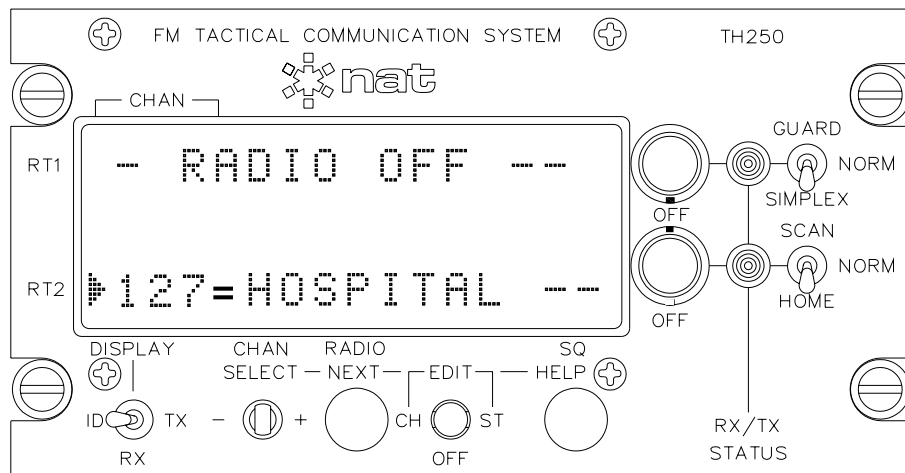 FM TACTICAL COMMUNICATION SYSTEM
TH250
nat
CHAN
GUARD
RT1
- RADIO OFF --
NORM
OFF
SIMPLEX
SCAN
RT2
127=HOSPITAL --
NORM
OFF
HOME
DISPLAY
CHAN
RADIO
SQ
SELECT
NEXT
EDIT
HELP
ID
TX
-
+
CH
ST
RX
OFF
RX/TX
STATUS